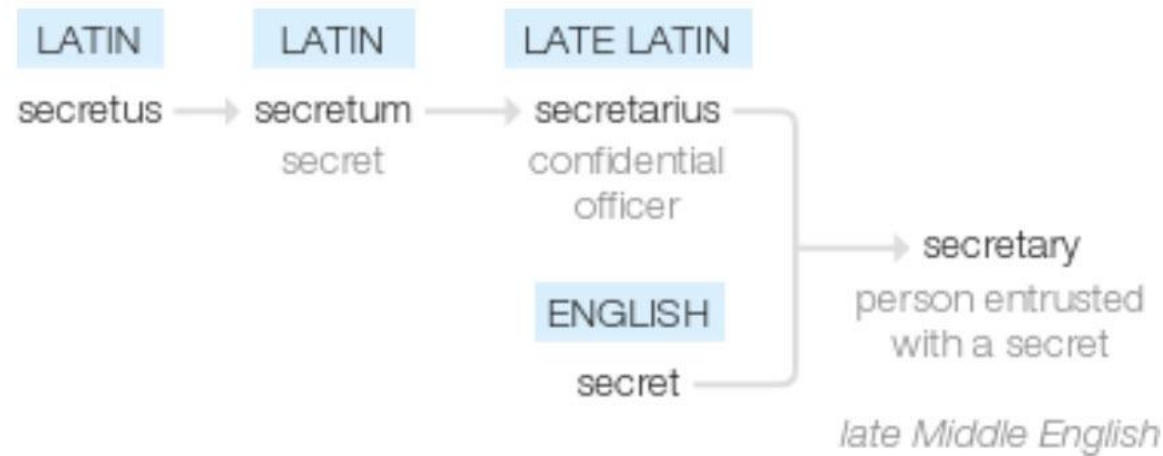 LATIN LATIN LATE LATIN
secretus secretum secretarius
secret confidential
officer
secretary
ENGLISH
person entrusted
with a secret
secret
late Middle English